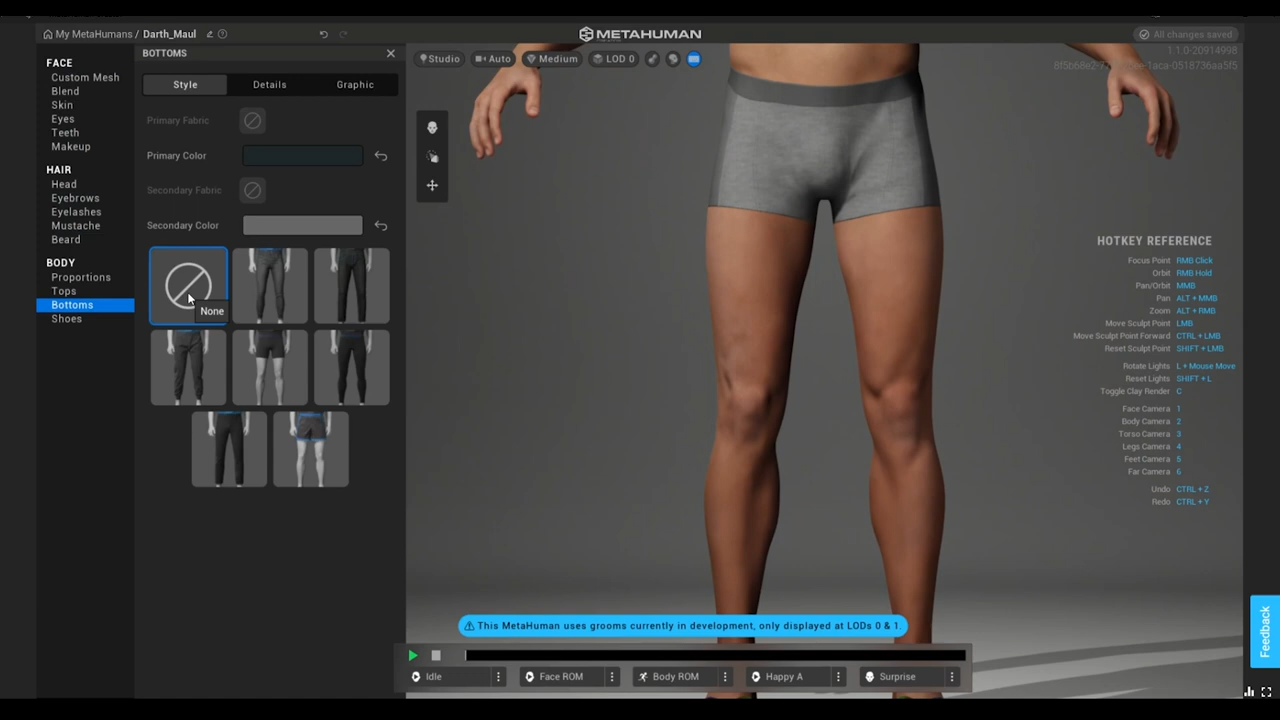 My MetaHumans / Darth_Maul
METAHUMAN
All changes saved
FACE
Custom Mesh
Blend
Skin
Eyes
Teeth
Makeup
HAIR
Head
Eyebrows
Eyelashes
Mustache
Beard
BODY
Proportions
Tops
Bottoms
Shoes
BOTTOMS
Style
Details
Graphic
Primary Fabric
Primary Color
Secondary Fabric
Secondary Color
None
Studio
Auto
Medium
LOD 0
1.1.0-20914998
HOTKEY REFERENCE
Focus Point RMB Click
Orbit RMB Hold
Pan/Orbit MMB
Pan ALT + MMB
Zoom ALT + RMB
Move Sculpt Point LMB
Move Sculpt Point Forward CTRL + LMB
Reset Sculpt Point SHIFT + LMB
Rotate Lights L + Mouse Move
Reset Lights SHIFT + L
Toggle Clay Render C
Face Camera 1
Body Camera 2
Torso Camera 3
Legs Camera 4
Feet Camera 5
Far Camera 6
Undo CTRL + Z
Redo CTRL + Y
This MetaHuman uses grooms currently in development, only displayed at LODs 0 & 1.
Idle
Face ROM
Body ROM
Happy A
Surprise
Feedback